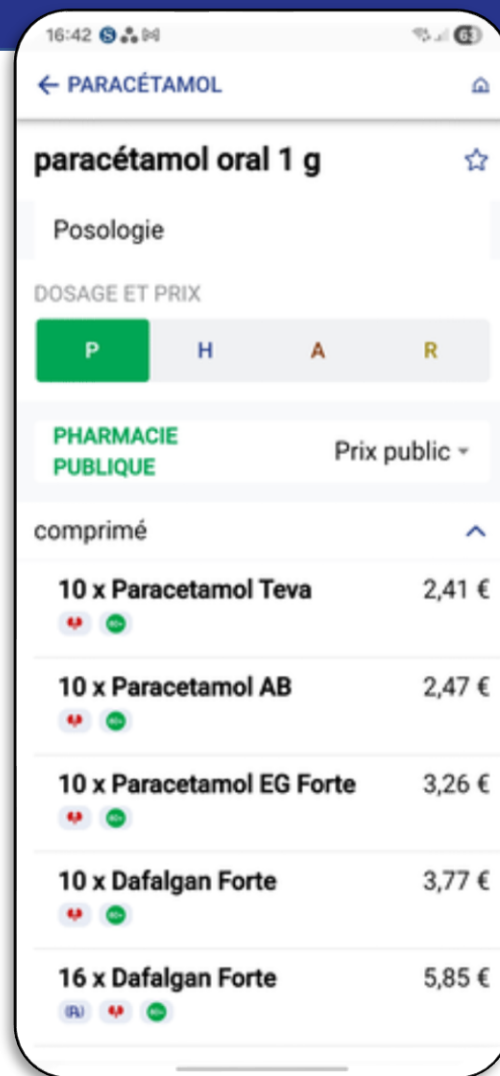 16:42
63
← PARACÉTAMOL
paracétamol oral 1 g
Posologie
DOSAGE ET PRIX
P H A R
PHARMACIE
PUBLIQUE
Prix public
comprimé
10 x Paracetamol Teva 2,41 €
10 x Paracetamol AB 2,47 €
10 x Paracetamol EG Forte 3,26 €
10 x Dafalgan Forte 3,77 €
16 x Dafalgan Forte 5,85 €